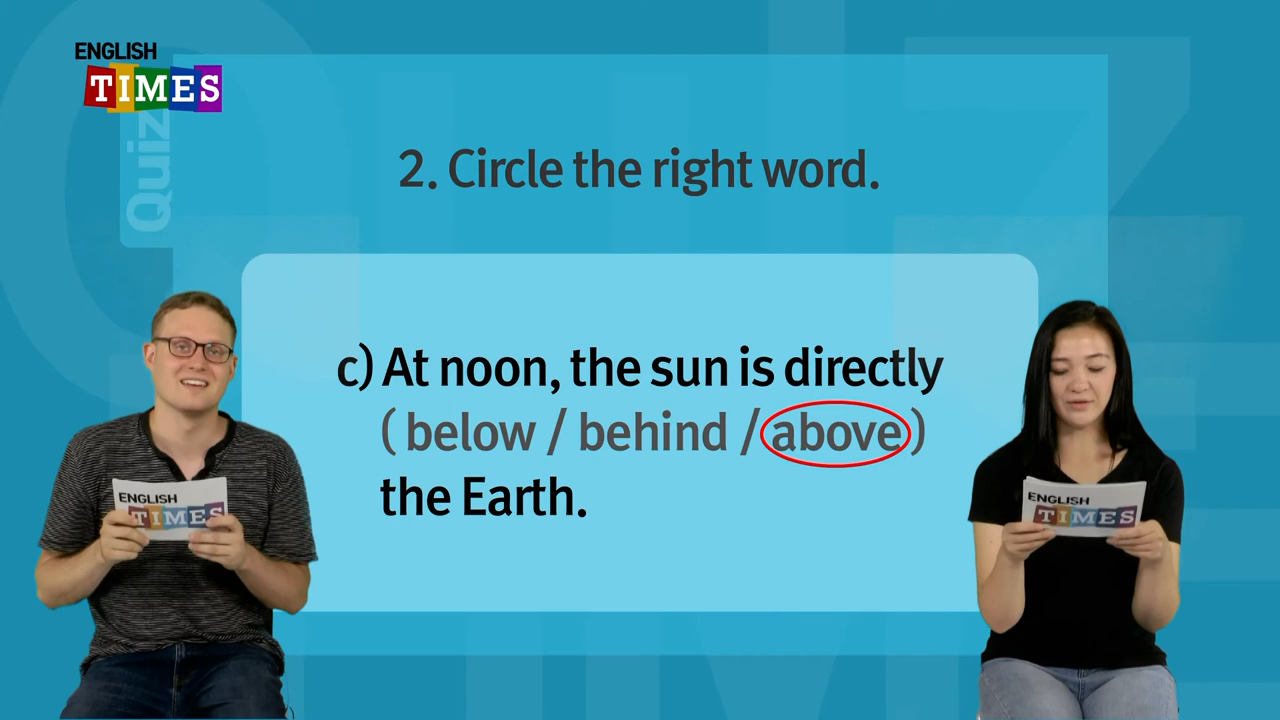 ENGLISH
TIMES
Quiz
2. Circle the right word.
c) At noon, the sun is directly
( below / behind / above )
the Earth.
ENGLISH
TIMES
ENGLISH
TIMES